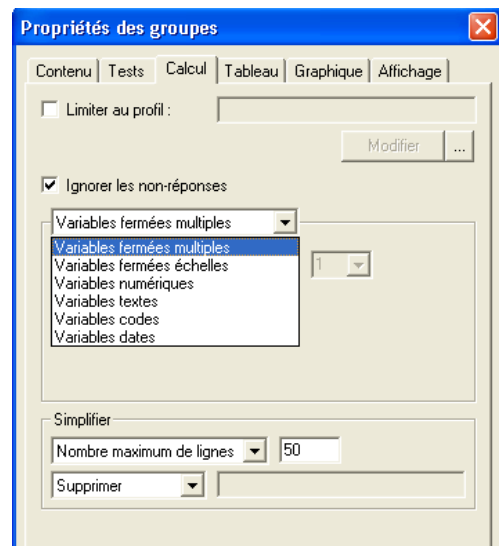 Propriétés des groupes
Contenu Tests Calcul Tableau Graphique Affichage
Limiter au profil :
Modifier ...
Ignorer les non-réponses
Variables fermées multiples
Variables fermées multiples
Variables fermées échelles
1
Variables numériques
Variables textes
Variables codes
Variables dates
Simplifier
Nombre maximum de lignes 50
Supprimer